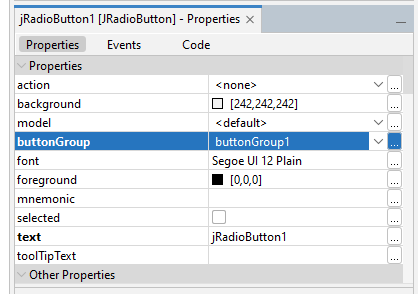 jRadioButton1 [JRadioButton] - Properties ×
Properties Events Code
Properties
action <none> ...
background [242,242,242] ...
model <default> ...
buttonGroup buttonGroup1 ...
font Segoe UI 12 Plain ...
foreground [0,0,0] ...
mnemonic ...
selected ...
text jRadioButton1 ...
toolTipText ...
Other Properties